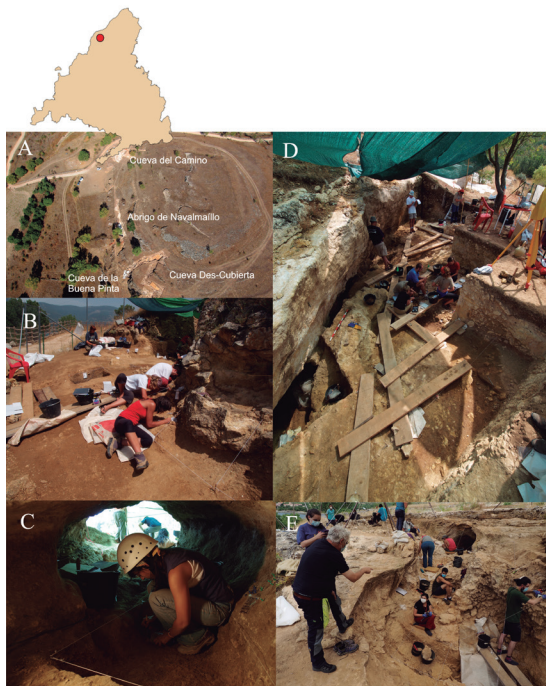 A
Cueva del Camino
Abrigo de Navalmaíllo
Cueva de la
Buena Pinta
Cueva Des-Cubierta
B
C
D
E